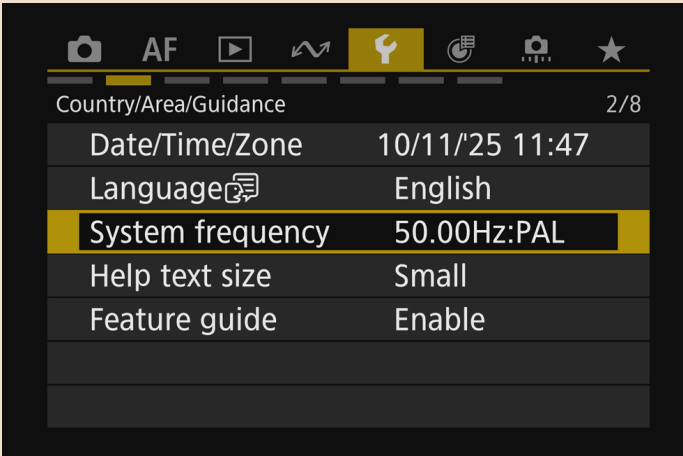 AF
Country/Area/Guidance 2/8
Date/Time/Zone 10/11/'25 11:47
Language English
System frequency 50.00Hz:PAL
Help text size Small
Feature guide Enable